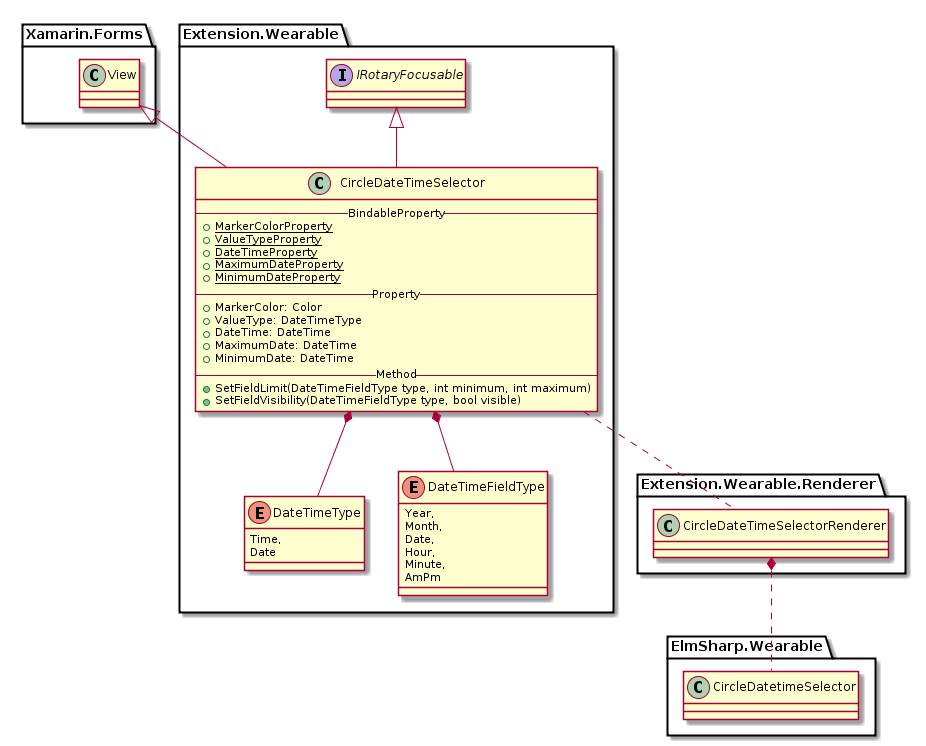 Xamarin.Forms
C View
Extension.Wearable
I IRotaryFocusable
C CircleDateTimeSelector
BindableProperty
MarkerColorProperty
ValueTypeProperty
DateTimeProperty
MaximumDateProperty
MinimumDateProperty
Property
MarkerColor: Color
ValueType: DateTimeType
DateTime: DateTime
MaximumDate: DateTime
MinimumDate: DateTime
Method
SetFieldLimit(DateTimeFieldType type, int minimum, int maximum)
SetFieldVisibility(DateTimeFieldType type, bool visible)
E DateTimeType
Time,
Date
E DateTimeFieldType
Year,
Month,
Date,
Hour,
Minute,
AmPm
Extension.Wearable.Renderer
C CircleDateTimeSelectorRenderer
ElmSharp.Wearable
C CircleDatetimeSelector